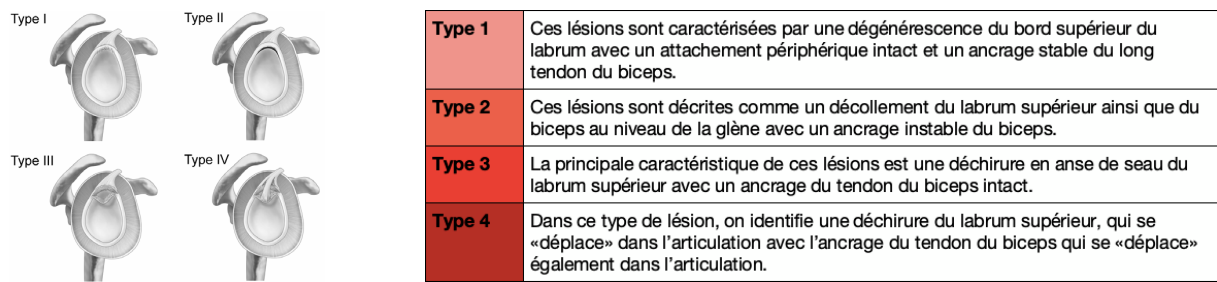 Type I
Type II
Type III
Type IV
Type 1
Ces lésions sont caractérisées par une dégénérescence du bord supérieur du
labrum avec un attachement périphérique intact et un ancrage stable du long
tendon du biceps.
Type 2
Ces lésions sont décrites comme un décollement du labrum supérieur ainsi que du
biceps au niveau de la glène avec un ancrage instable du biceps.
Type 3
La principale caractéristique de ces lésions est une déchirure en anse de seau du
labrum supérieur avec un ancrage du tendon du biceps intact.
Type 4
Dans ce type de lésion, on identifie une déchirure du labrum supérieur, qui se
«déplace» dans l’articulation avec l’ancrage du tendon du biceps qui se «déplace»
également dans l’articulation.